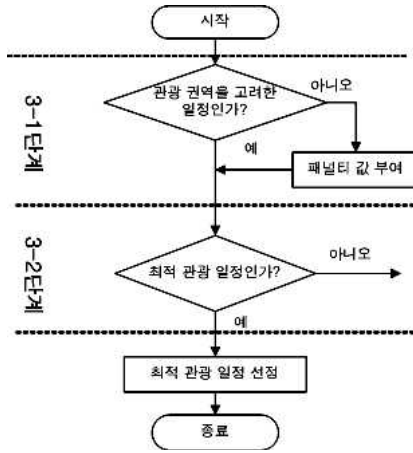 시작
3-1단계
관광 권역을 고려한
일정인가?
아니오
예
패널티 값 부여
3-2단계
최적 관광 일정인가?
아니오
예
최적 관광 일정 선정
종료